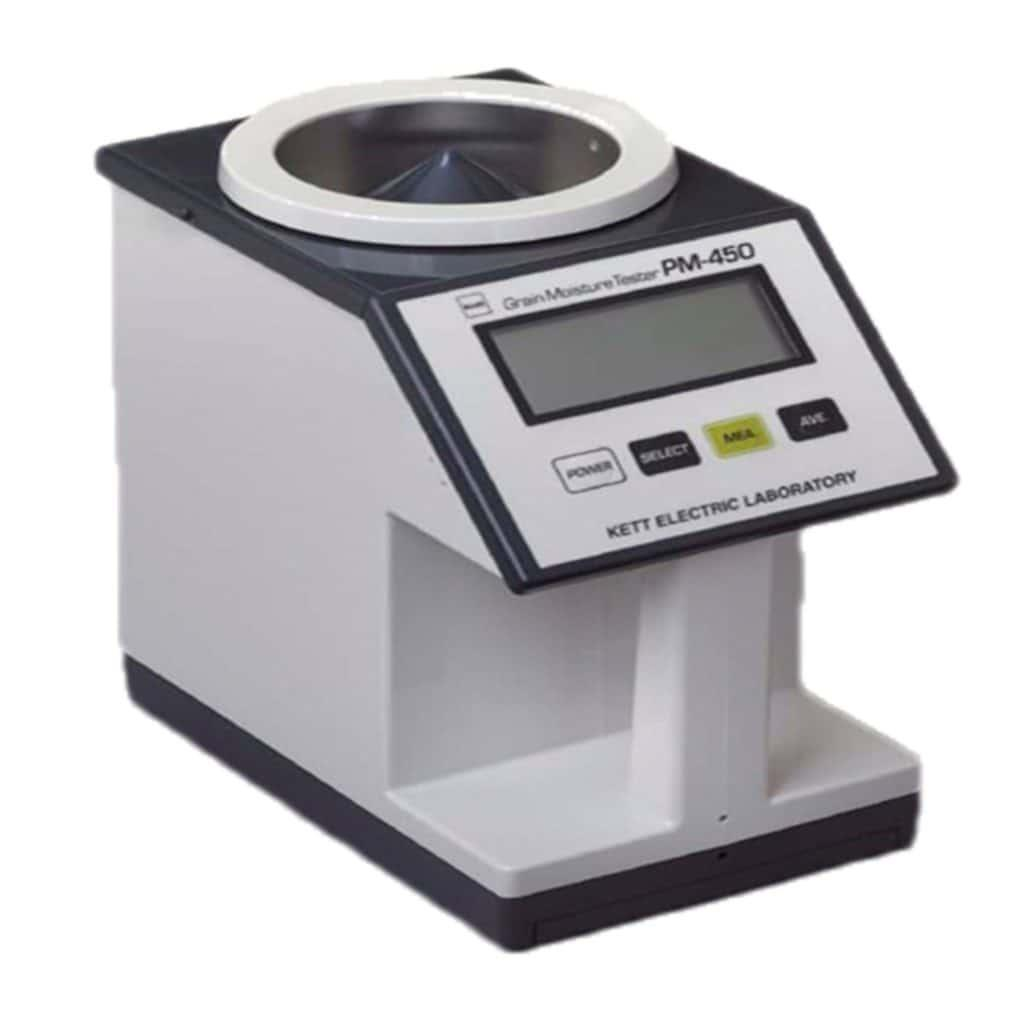 Grain Moisture Tester PM-450
POWER SELECT MEA. AVE.
KETT ELECTRIC LABORATORY